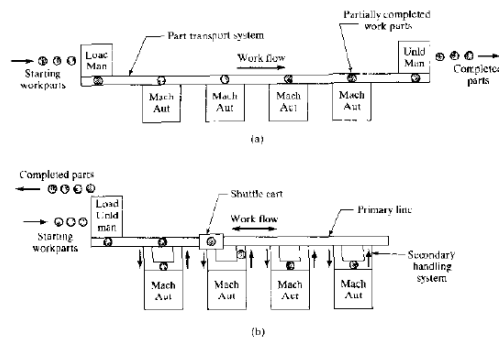 Partially completed
work parts
Load
Man
Part transport system
Unld
Man
Work flow
Starting
workparts
Completed
parts
Mach
Aut
Mach
Aut
Mach
Aut
Mach
Aut
(a)
Completed parts
Load
Unld
man
Shuttle cart
Work flow
Primary line
Starting
workparts
Secondary
handling
system
Mach
Aut
Mach
Aut
Mach
Aut
Mach
Aut
(b)